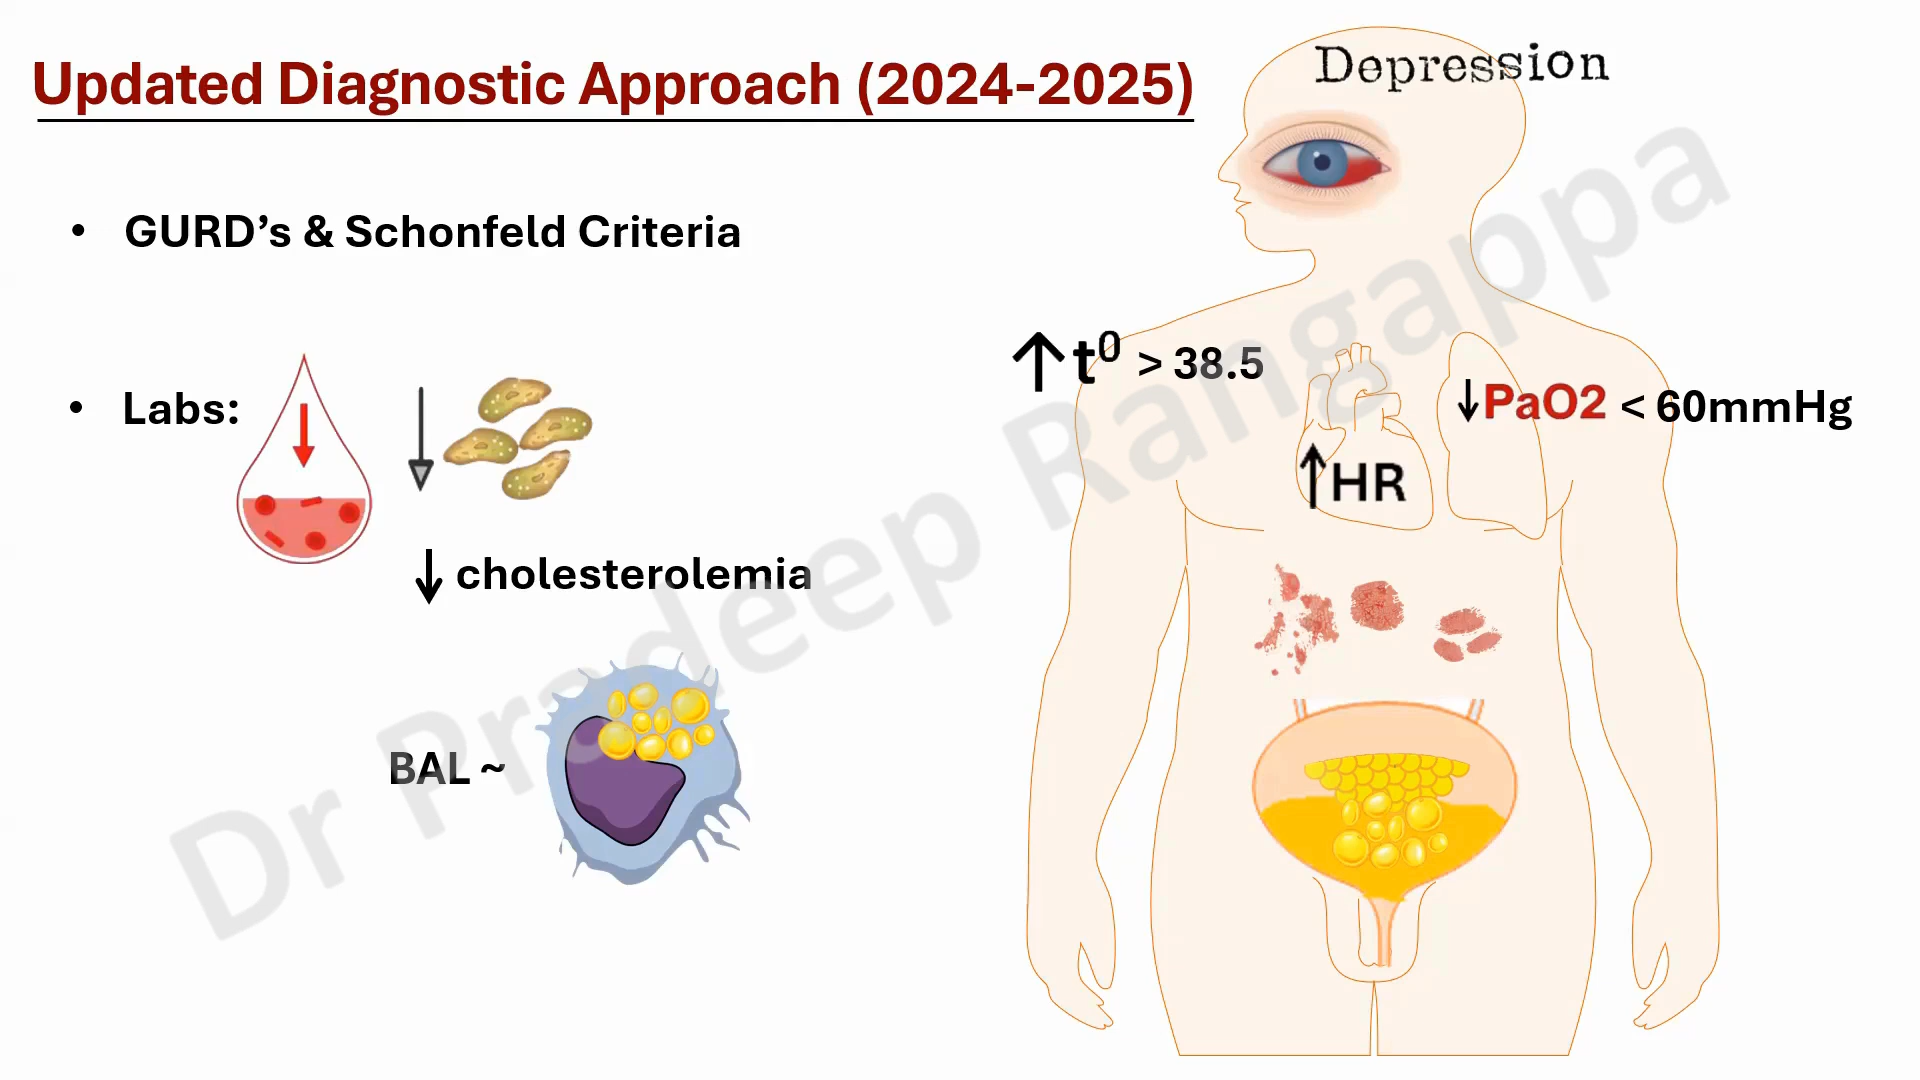 Updated Diagnostic Approach (2024-2025)
Depression
• GURD's & Schonfeld Criteria
↑ t⁰ > 38.5
• Labs:
↓PaO2 < 60mmHg
↑HR
↓ cholesterolemia
BAL ~
Dr Pradeep Rangappa